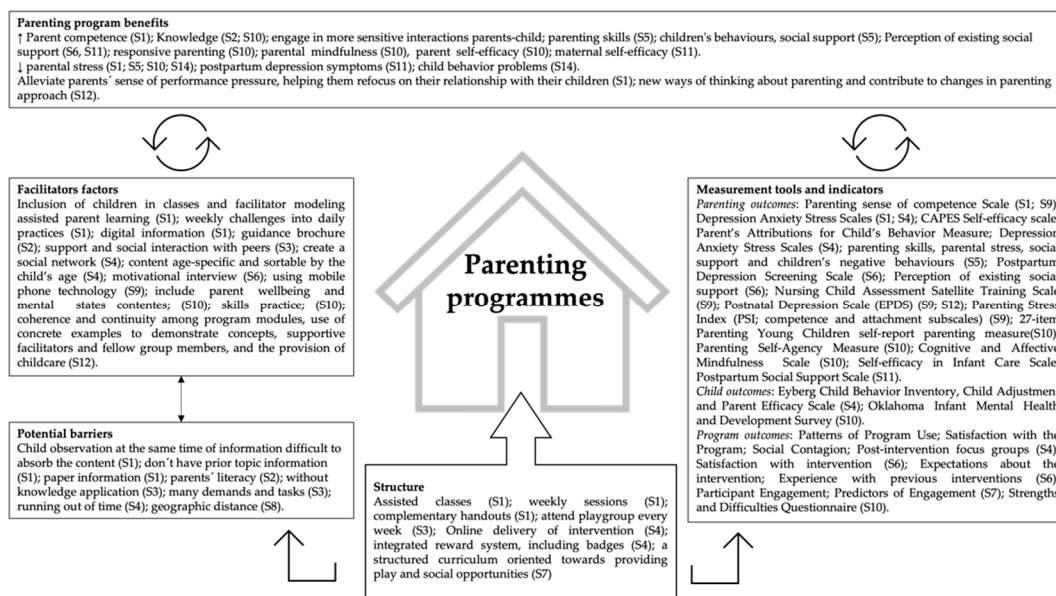 Parenting program benefits
↑ Parent competence (S1); Knowledge (S2; S10); engage in more sensitive interactions parents-child; parenting skills (S5); children's behaviours, social support (S5); Perception of existing social
support (S6, S11); responsive parenting (S10); parental mindfulness (S10), parent self-efficacy (S10); maternal self-efficacy (S11).
↓ parental stress (S1; S5; S10; S14); postpartum depression symptoms (S11); child behavior problems (S14).
Alleviate parents´ sense of performance pressure, helping them refocus on their relationship with their children (S1); new ways of thinking about parenting and contribute to changes in parenting
approach (S12).
Facilitators factors
Inclusion of children in classes and facilitator modeling
assisted parent learning (S1); weekly challenges into daily
practices (S1); digital information (S1); guidance brochure
(S2); support and social interaction with peers (S3); create a
social network (S4); content age-specific and sortable by the
child's age (S4); motivational interview (S6); using mobile
phone technology (S9); include parent wellbeing and
mental states contentes; (S10); skills practice; (S10);
coherence and continuity among program modules, use of
concrete examples to demonstrate concepts, supportive
facilitators and fellow group members, and the provision of
childcare (S12).
Potential barriers
Child observation at the same time of information difficult to
absorb the content (S1); don´t have prior topic information
(S1); paper information (S1); parents´ literacy (S2); without
knowledge application (S3); many demands and tasks (S3);
running out of time (S4); geographic distance (S8).
Parenting
programmes
Structure
Assisted classes (S1); weekly sessions (S1);
complementary handouts (S1); attend playgroup every
week (S3); Online delivery of intervention (S4);
integrated reward system, including badges (S4); a
structured curriculum oriented towards providing
play and social opportunities (S7)
Measurement tools and indicators
Parenting outcomes: Parenting sense of competence Scale (S1; S9)
Depression Anxiety Stress Scales (S1; S4); CAPES Self-efficacy scale
Parent's Attributions for Child's Behavior Measure; Depression
Anxiety Stress Scales (S4); parenting skills, parental stress, social
support and children's negative behaviours (S5); Postpartum
Depression Screening Scale (S6); Perception of existing social
support (S6); Nursing Child Assessment Satellite Training Scale
(S9); Postnatal Depression Scale (EPDS) (S9; S12); Parenting Stress
Index (PSI; competence and attachment subscales) (S9); 27-item
Parenting Young Children self-report parenting measure(S10)
Parenting Self-Agency Measure (S10); Cognitive and Affective
Mindfulness Scale (S10); Self-efficacy in Infant Care Scale
Postpartum Social Support Scale (S11).
Child outcomes: Eyberg Child Behavior Inventory, Child Adjustment
and Parent Efficacy Scale (S4); Oklahoma Infant Mental Health
and Development Survey (S10).
Program outcomes: Patterns of Program Use; Satisfaction with the
Program; Social Contagion; Post-intervention focus groups (S4)
Satisfaction with intervention (S6); Expectations about the
intervention; Experience with previous interventions (S6)
Participant Engagement; Predictors of Engagement (S7); Strengths
and Difficulties Questionnaire (S10).